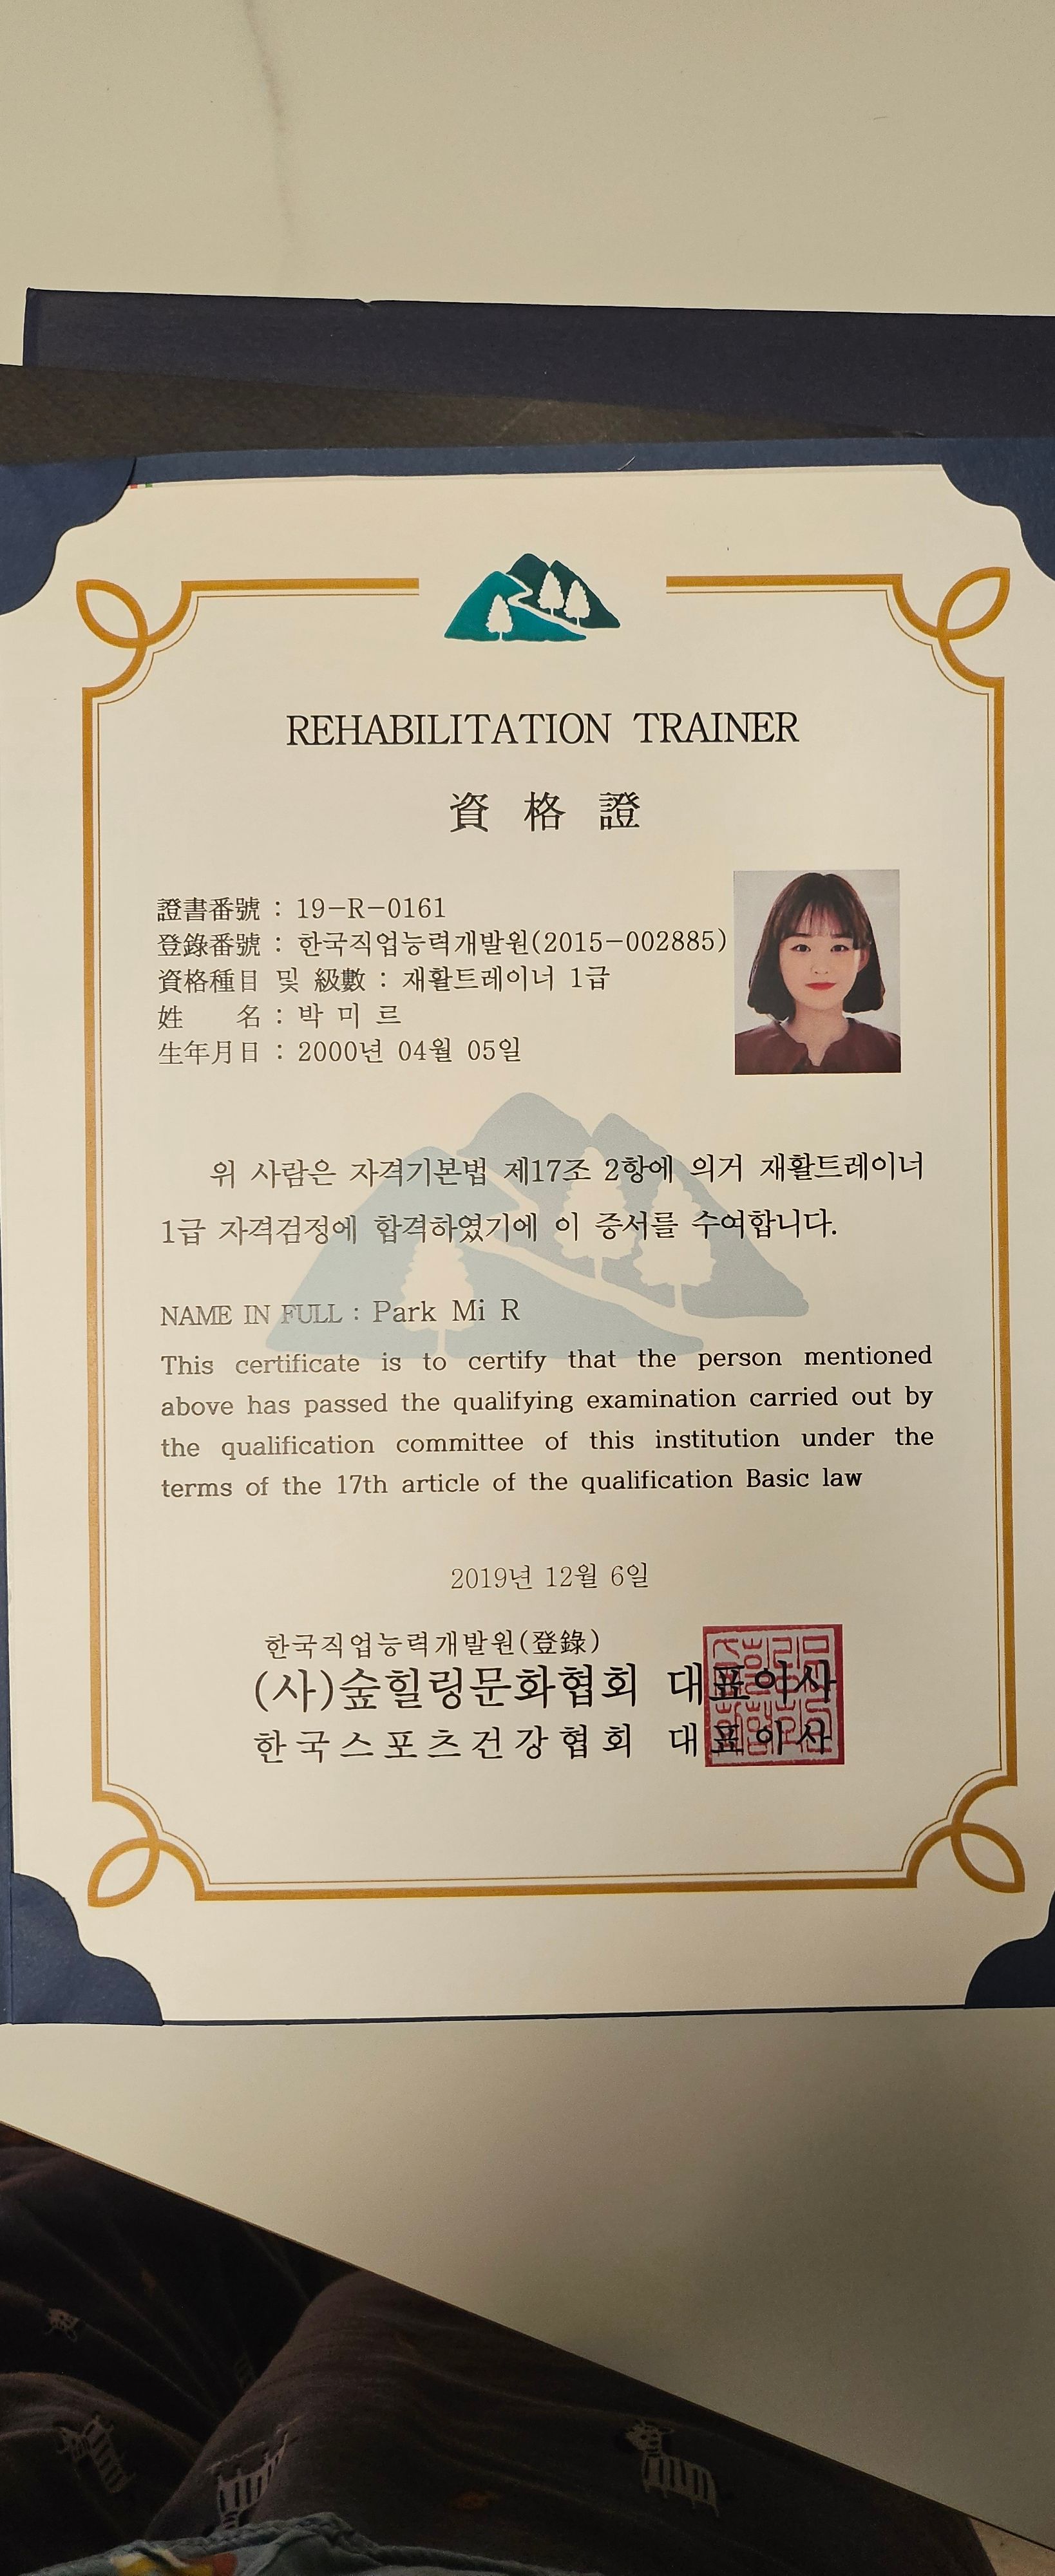 REHABILITATION TRAINER
資格證
證書番號 : 19-R-0161
登錄番號 : 한국직업능력개발원(2015-002885)
資格種目 및 級數 : 재활트레이너 1급
姓 名 : 박 미 르
生年月日 : 2000년 04월 05일
위 사람은 자격기본법 제17조 2항에 의거 재활트레이너
1급 자격검정에 합격하였기에 이 증서를 수여합니다.
NAME IN FULL : Park Mi R
This certificate is to certify that the person mentioned
above has passed the qualifying examination carried out by
the qualification committee of this institution under the
terms of the 17th article of the qualification Basic law
2019년 12월 6일
한국직업능력개발원(登錄)
(사)숲힐링문화협회 대표이사
한국스포츠건강협회 대표이사